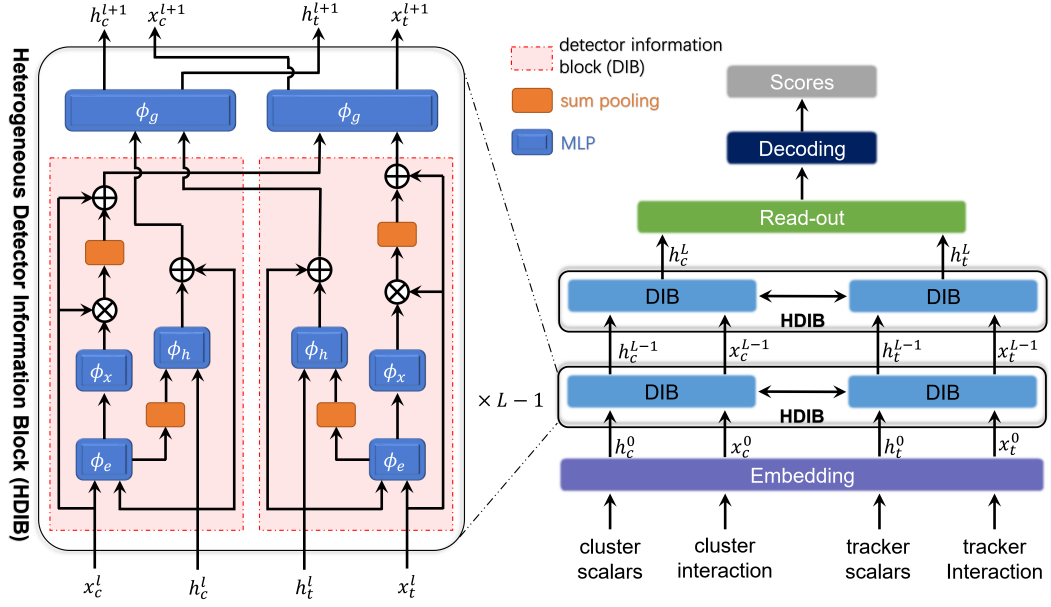 Heterogeneous Detector Information Block (HDIB)
h_c^{l+1}
x_c^{l+1}
h_t^{l+1}
x_t^{l+1}
ϕ_g
ϕ_g
ϕ_h
ϕ_h
ϕ_x
ϕ_x
ϕ_e
ϕ_e
x_c^l
h_c^l
h_t^l
x_t^l
detector information
block (DIB)
sum pooling
MLP
× L − 1
Scores
Decoding
Read-out
h_c^L
h_t^L
DIB
DIB
HDIB
h_c^{L-1}
x_c^{L-1}
h_t^{L-1}
x_t^{L-1}
DIB
DIB
HDIB
h_c^0
x_c^0
h_t^0
x_t^0
Embedding
cluster
scalars
cluster
interaction
tracker
scalars
tracker
Interaction